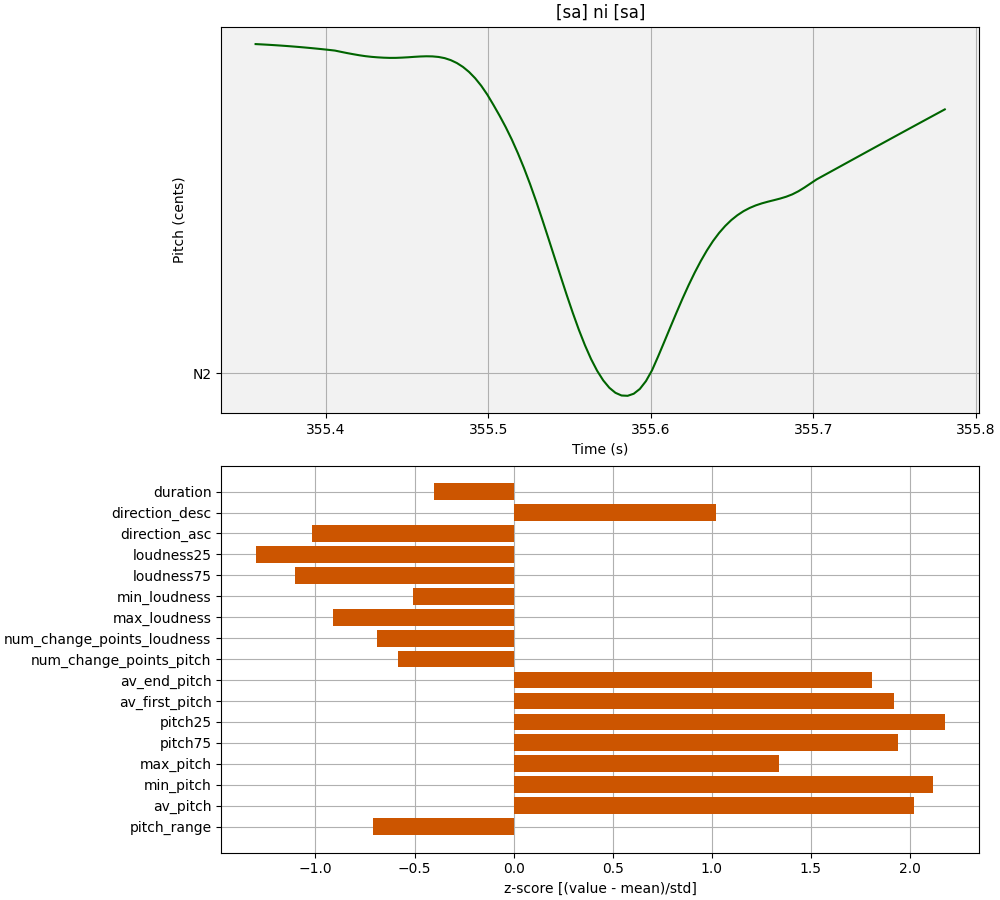 [sa] ni [sa]
Pitch (cents)
N2
355.4 355.5 355.6 355.7 355.8
Time (s)
duration
direction_desc
direction_asc
loudness25
loudness75
min_loudness
max_loudness
num_change_points_loudness
num_change_points_pitch
av_end_pitch
av_first_pitch
pitch25
pitch75
max_pitch
min_pitch
av_pitch
pitch_range
−1.0 −0.5 0.0 0.5 1.0 1.5 2.0
z-score [(value - mean)/std]